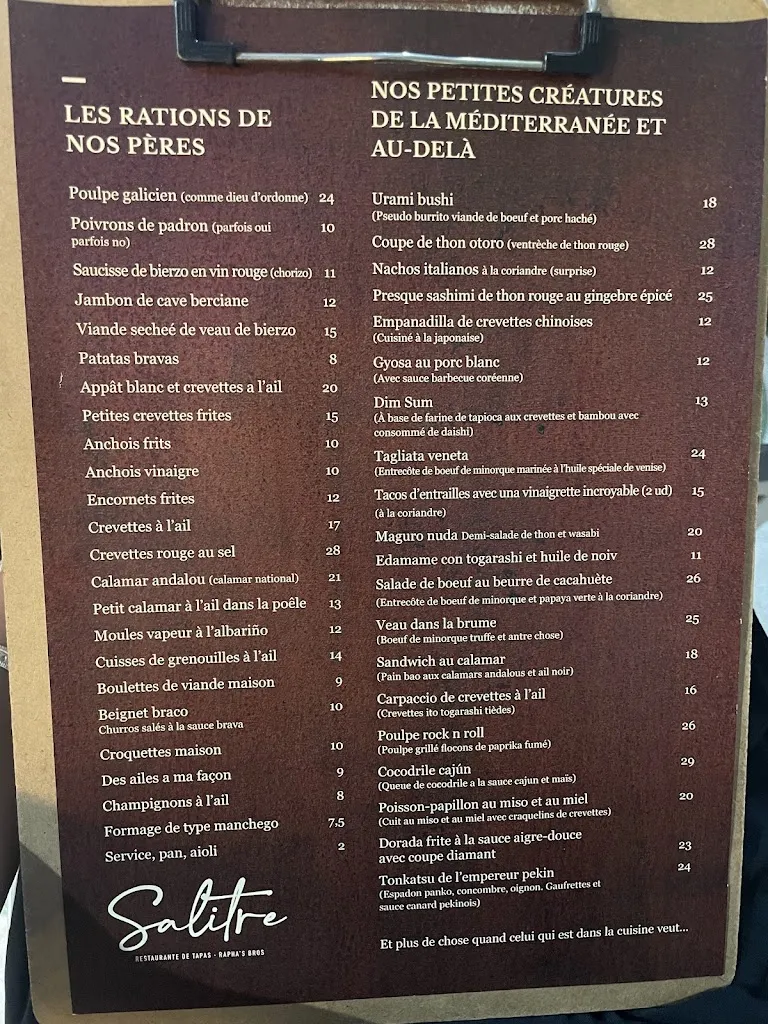 LES RATIONS DE
NOS PÈRES
Poulpe galicien (comme dieu d'ordonne) 24
Poivrons de padron (parfois oui 10
parfois no)
Saucisse de bierzo en vin rouge (chorizo) 11
Jambon de cave berciane 12
Viande secheé de veau de bierzo 15
Patatas bravas 8
Appât blanc et crevettes a l'ail 20
Petites crevettes frites 15
Anchois frits 10
Anchois vinaigre 10
Encornets frites 12
Crevettes à l'ail 17
Crevettes rouge au sel 28
Calamar andalou (calamar national) 21
Petit calamar à l'ail dans la poêle 13
Moules vapeur à l'albariño 12
Cuisses de grenouilles à l'ail 14
Boulettes de viande maison 9
Beignet braco 10
Churros salés à la sauce brava
Croquettes maison 10
Des ailes a ma façon 9
Champignons à l'ail 8
Formage de type manchego 7,5
Service, pan, aioli 2
Salitre
RESTAURANTE DE TAPAS · RAPHA'S BROS
NOS PETITES CRÉATURES
DE LA MÉDITERRANÉE ET
AU-DELÀ
Urami bushi 18
(Pseudo burrito viande de boeuf et porc haché)
Coupe de thon otoro (ventrèche de thon rouge) 28
Nachos italianos à la coriandre (surprise) 12
Presque sashimi de thon rouge au gingebre épicé 25
Empanadilla de crevettes chinoises 12
(Cuisiné à la japonaise)
Gyosa au porc blanc 12
(Avec sauce barbecue coréenne)
Dim Sum 13
(À base de farine de tapioca aux crevettes et bambou avec
consommé de daishi)
Tagliata veneta 24
(Entrecôte de boeuf de minorque marinée à l'huile spéciale de venise)
Tacos d'entrailles avec una vinaigrette incroyable (2 ud) 15
(à la coriandre)
Maguro nuda Demi-salade de thon et wasabi 20
Edamame con togarashi et huile de noiv 11
Salade de boeuf au beurre de cacahuète 26
(Entrecôte de boeuf de minorque et papaya verte à la coriandre)
Veau dans la brume 25
(Boeuf de minorque truffe et antre chose)
Sandwich au calamar 18
(Pain bao aux calamars andalous et ail noir)
Carpaccio de crevettes à l'ail 16
(Crevettes ito togarashi tièdes)
Poulpe rock n roll 26
(Poulpe grillé flocons de paprika fumé)
Cocodrile cajún 29
(Queue de cocodrile a la sauce cajun et maïs)
Poisson-papillon au miso et au miel 20
(Cuit au miso et au miel avec craquelins de crevettes)
Dorada frite à la sauce aigre-douce
avec coupe diamant 23
Tonkatsu de l'empereur pekin 24
(Espadon panko, concombre, oignon. Gaufrettes et
sauce canard pekinois)
Et plus de chose quand celui qui est dans la cuisine veut...